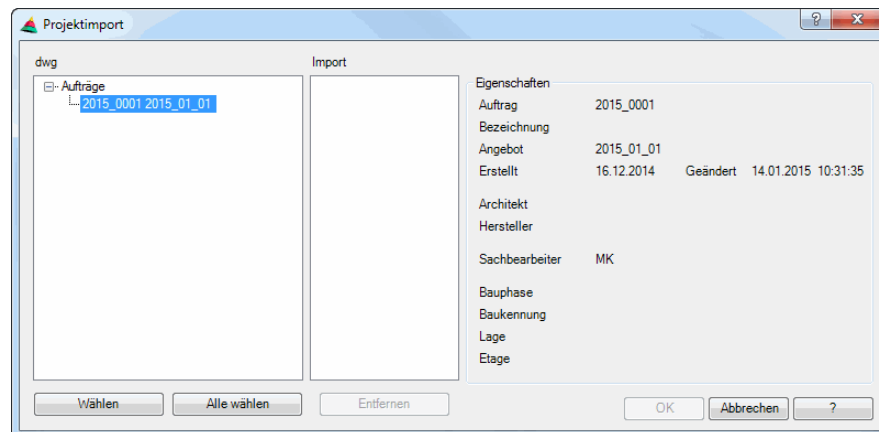 Projektimport
dwg
Import
Aufträge
2015_0001 2015_01_01
Eigenschaften
Auftrag 2015_0001
Bezeichnung
Angebot 2015_01_01
Erstellt 16.12.2014 Geändert 14.01.2015 10:31:35
Architekt
Hersteller
Sachbearbeiter MK
Bauphase
Baukennung
Lage
Etage
Wählen Alle wählen Entfernen OK Abbrechen ?